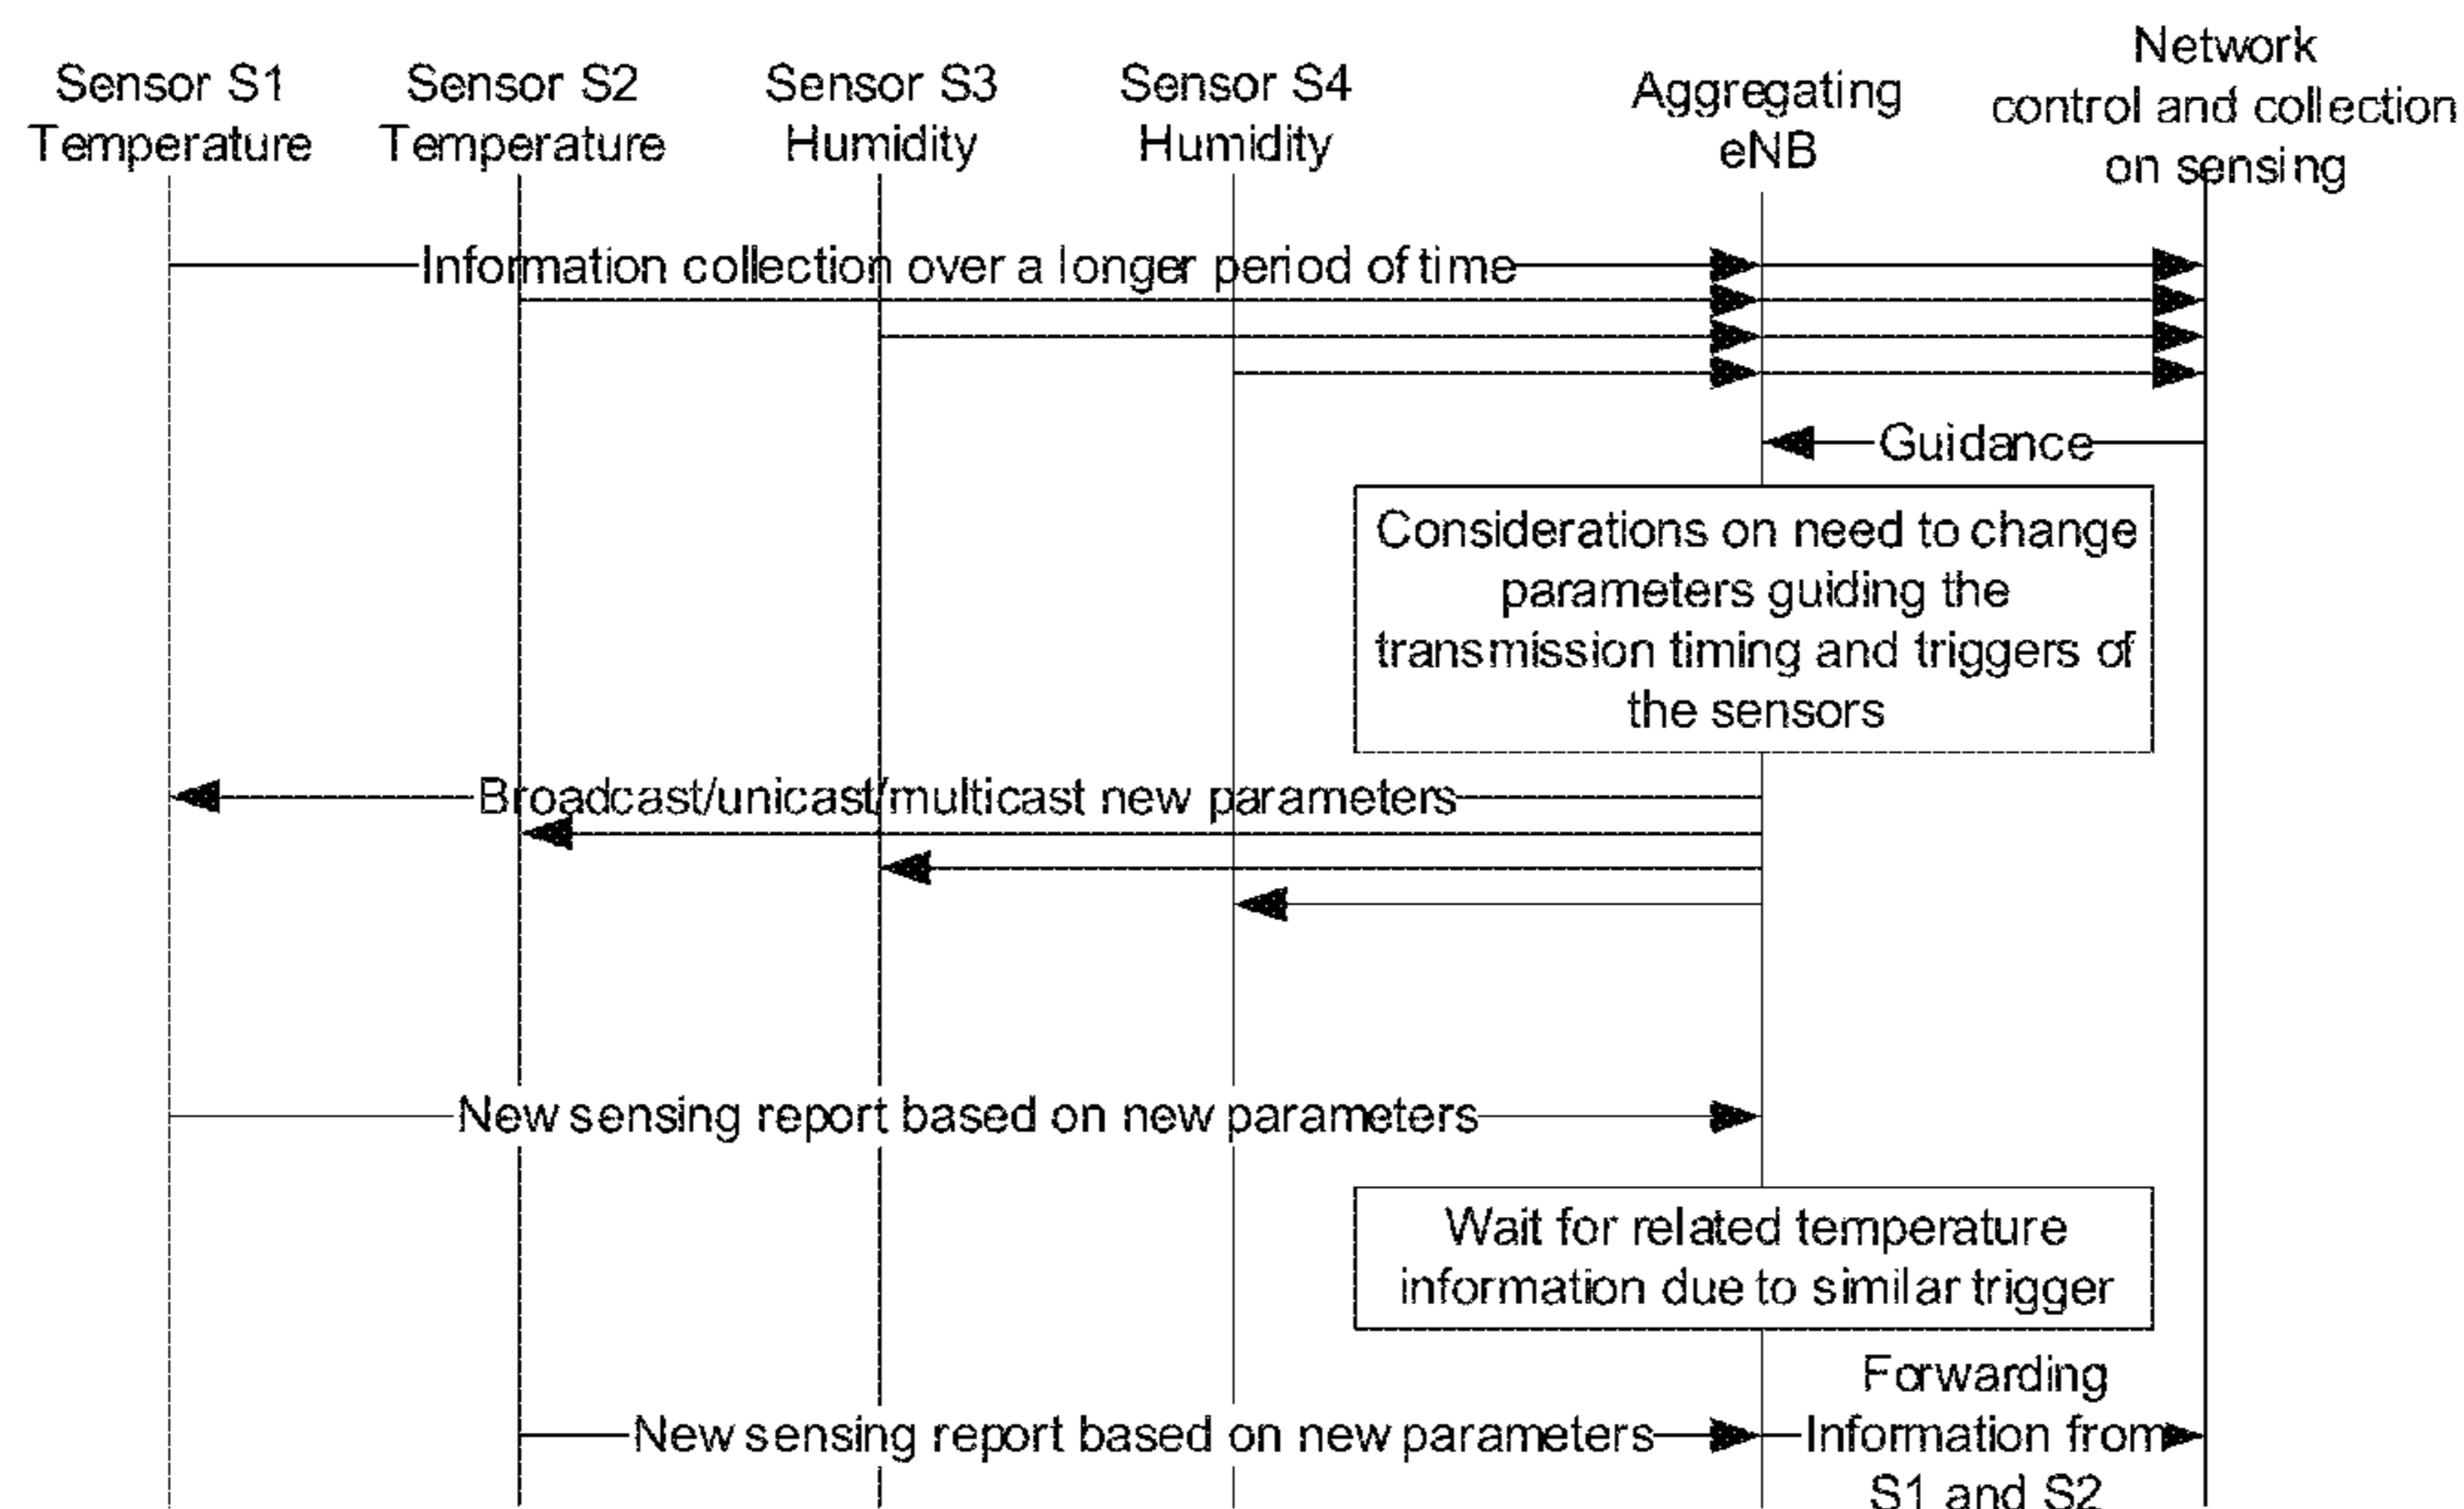 Sensor S1
Temperature
Sensor S2
Temperature
Sensor S3
Humidity
Sensor S4
Humidity
Aggregating
eNB
Network
control and collection
on sensing
Information collection over a longer period of time
Guidance
Considerations on need to change
parameters guiding the
transmission timing and triggers of
the sensors
Broadcast/unicast/multicast new parameters
New sensing report based on new parameters
Wait for related temperature
information due to similar trigger
New sensing report based on new parameters
Forwarding
Information from
S1 and S2